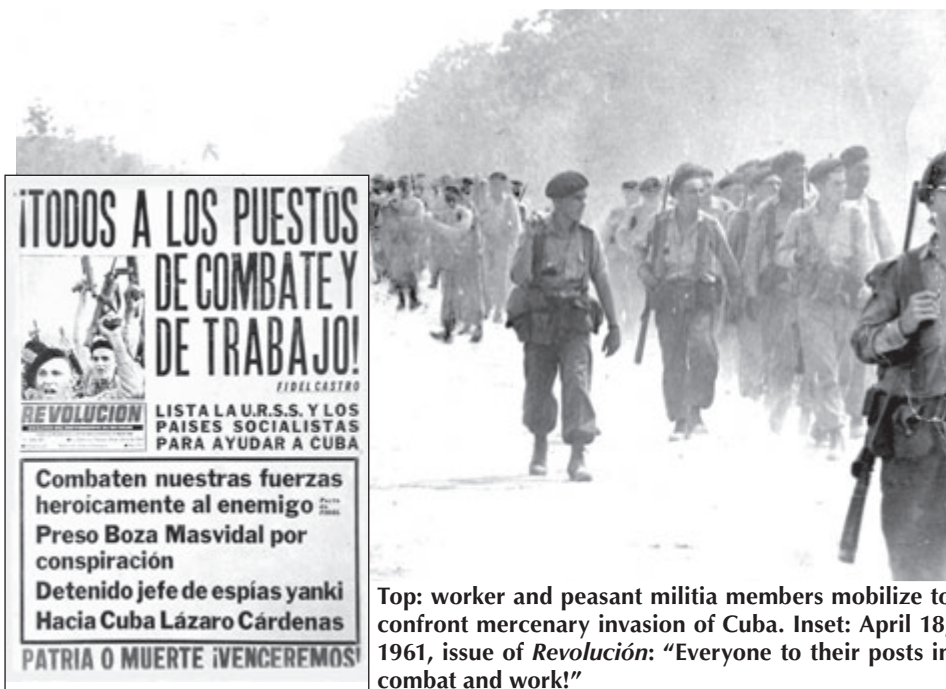 ¡TODOS A LOS PUESTOS
DE COMBATE Y
DE TRABAJO!
FIDEL CASTRO
REVOLUCION
LISTA LA U.R.S.S. Y LOS
PAISES SOCIALISTAS
PARA AYUDAR A CUBA
Combaten nuestras fuerzas
heroicamente al enemigo
Preso Boza Masvidal por
conspiración
Detenido jefe de espías yanki
Hacia Cuba Lázaro Cárdenas
PATRIA O MUERTE ¡VENCEREMOS!
Top: worker and peasant militia members mobilize to
confront mercenary invasion of Cuba. Inset: April 18,
1961, issue of Revolución: “Everyone to their posts in
combat and work!”